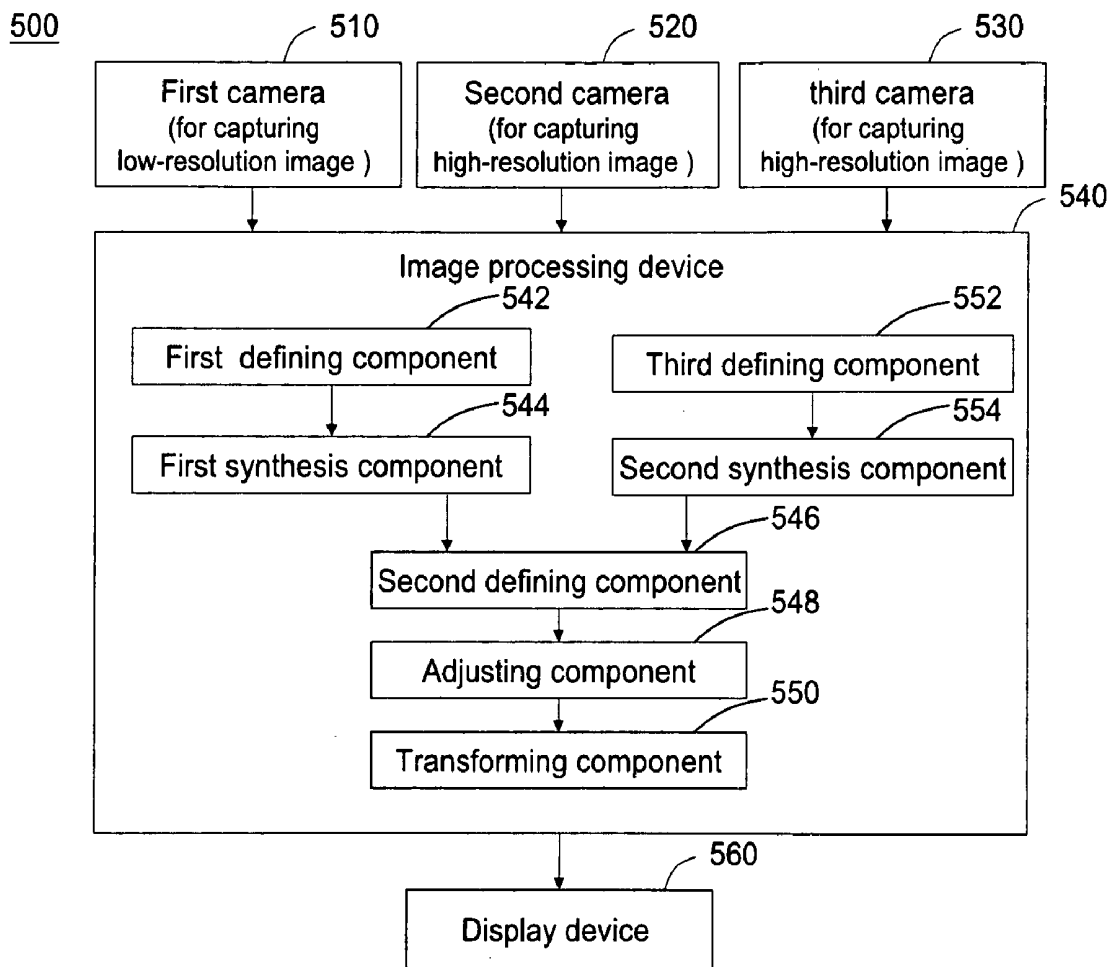 500
510
520
530
First camera
(for capturing
low-resolution image )
Second camera
(for capturing
high-resolution image )
third camera
(for capturing
high-resolution image )
540
Image processing device
542
552
First defining component
Third defining component
544
554
First synthesis component
Second synthesis component
546
Second defining component
548
Adjusting component
550
Transforming component
560
Display device